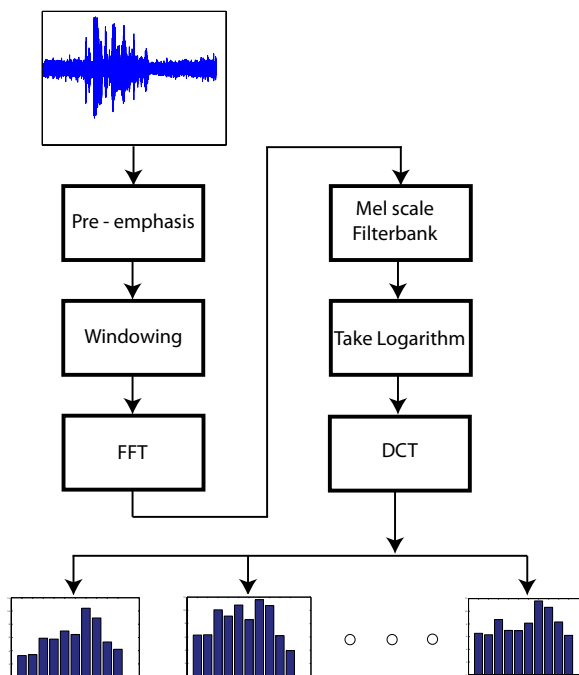 Pre - emphasis
Windowing
FFT
Mel scale
Filterbank
Take Logarithm
DCT